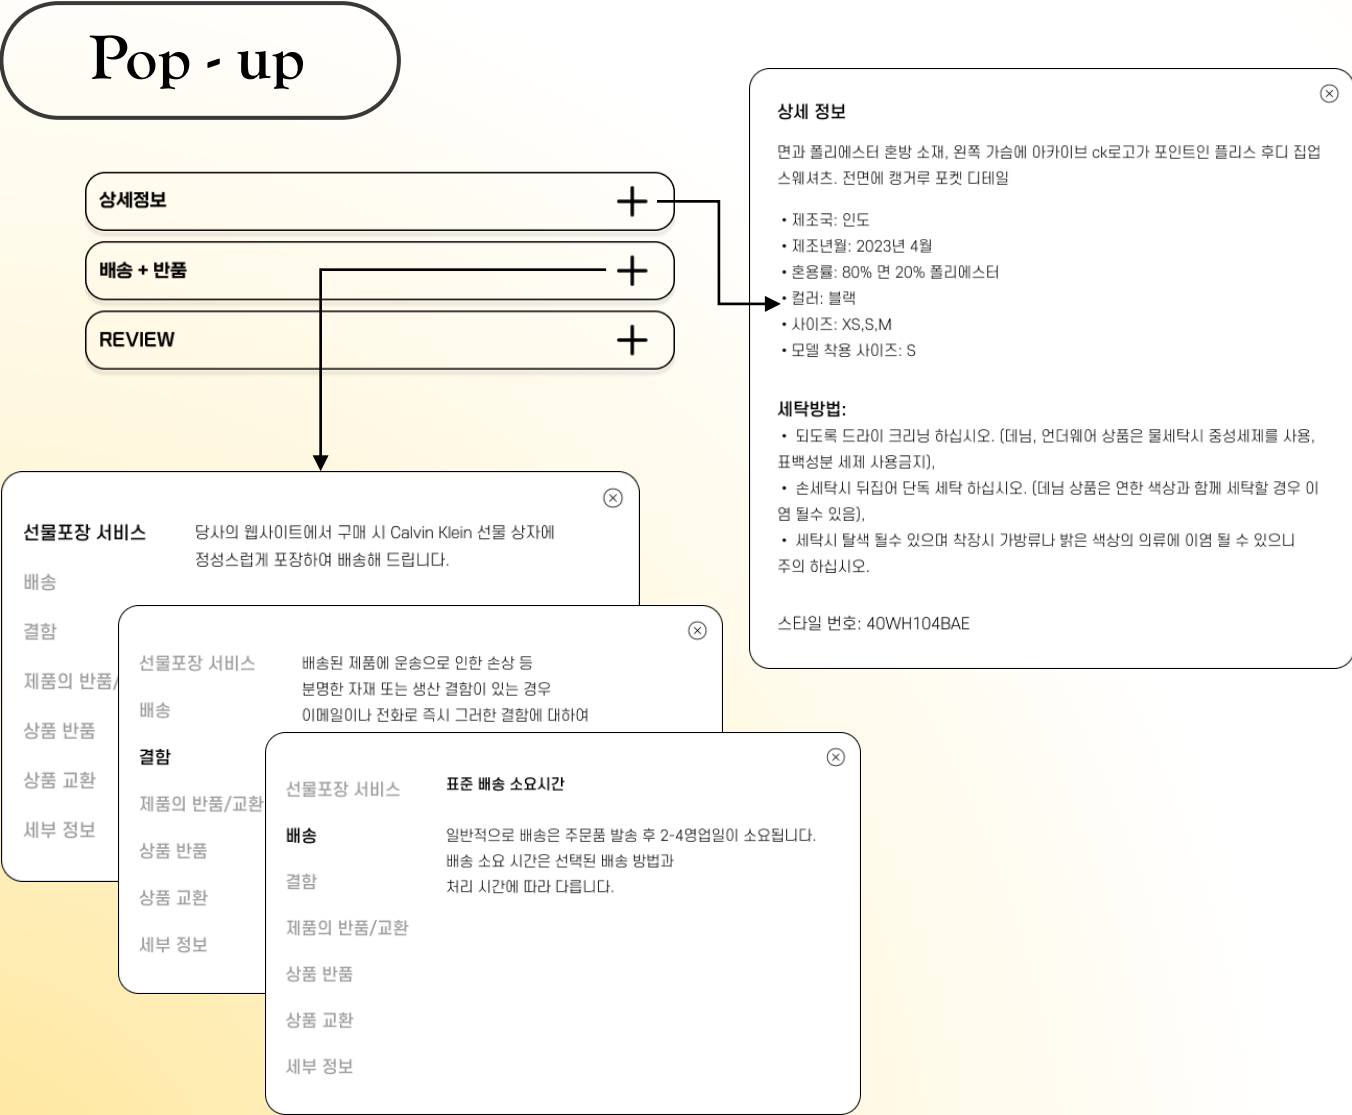 Pop - up
상세정보
배송 + 반품
REVIEW
상세 정보
면과 폴리에스터 혼방 소재, 왼쪽 가슴에 아카이브 ck로고가 포인트인 플리스 후디 집업
스웨셔츠. 전면에 캥거루 포켓 디테일
• 제조국: 인도
• 제조년월: 2023년 4월
• 혼용률: 80% 면 20% 폴리에스터
• 컬러: 블랙
• 사이즈: XS,S,M
• 모델 착용 사이즈: S
세탁방법:
• 되도록 드라이 크리닝 하십시오. (데님, 언더웨어 상품은 물세탁시 중성세제를 사용,
표백성분 세제 사용금지),
• 손세탁시 뒤집어 단독 세탁 하십시오. (데님 상품은 연한 색상과 함께 세탁할 경우 이
염 될수 있음),
• 세탁시 탈색 될수 있으며 착장시 가방류나 밝은 색상의 의류에 이염 될 수 있으니
주의 하십시오.
스타일 번호: 40WH104BAE
선물포장 서비스
배송
결함
제품의 반품/
상품 반품
상품 교환
세부 정보
당사의 웹사이트에서 구매 시 Calvin Klein 선물 상자에
정성스럽게 포장하여 배송해 드립니다.
선물포장 서비스
배송
결함
제품의 반품/교환
상품 반품
상품 교환
세부 정보
배송된 제품에 운송으로 인한 손상 등
분명한 자재 또는 생산 결함이 있는 경우
이메일이나 전화로 즉시 그러한 결함에 대하여
선물포장 서비스
배송
결함
제품의 반품/교환
상품 반품
상품 교환
세부 정보
표준 배송 소요시간
일반적으로 배송은 주문품 발송 후 2-4영업일이 소요됩니다.
배송 소요 시간은 선택된 배송 방법과
처리 시간에 따라 다릅니다.